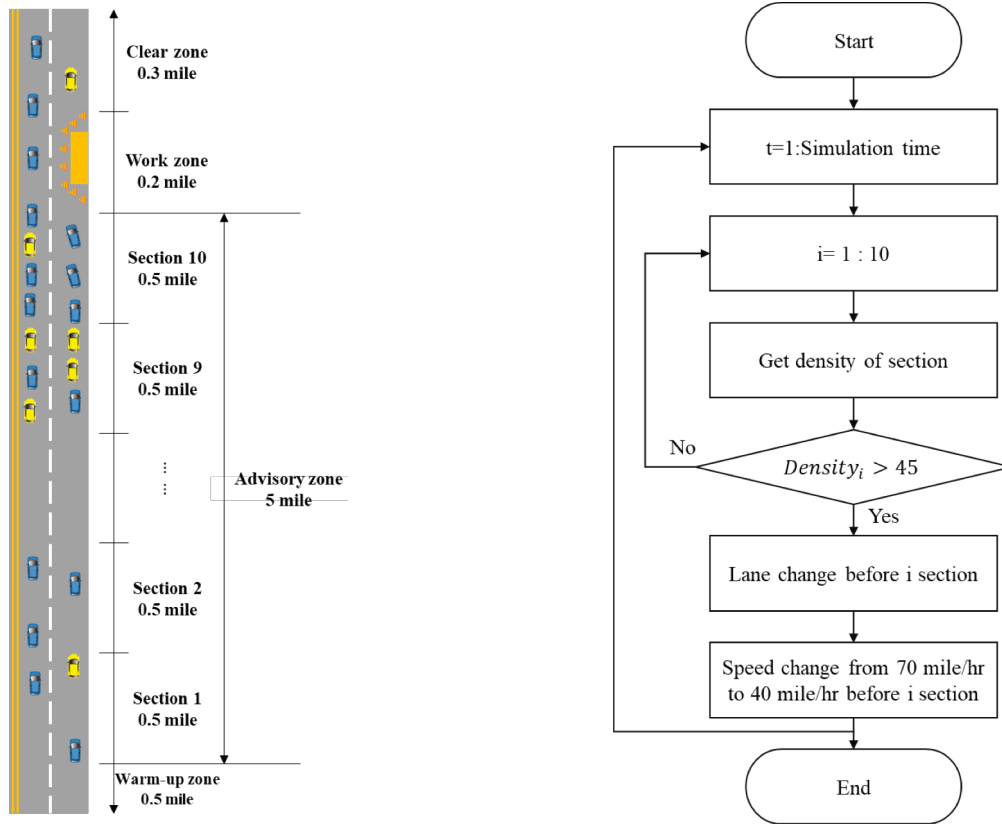 Clear zone
0.3 mile
Work zone
0.2 mile
Section 10
0.5 mile
Section 9
0.5 mile
⋮
⋮
Advisory zone
5 mile
Section 2
0.5 mile
Section 1
0.5 mile
Warm-up zone
0.5 mile
Start
t=1:Simulation time
i= 1 : 10
Get density of section
No
Density_i > 45
Yes
Lane change before i section
Speed change from 70 mile/hr
to 40 mile/hr before i section
End